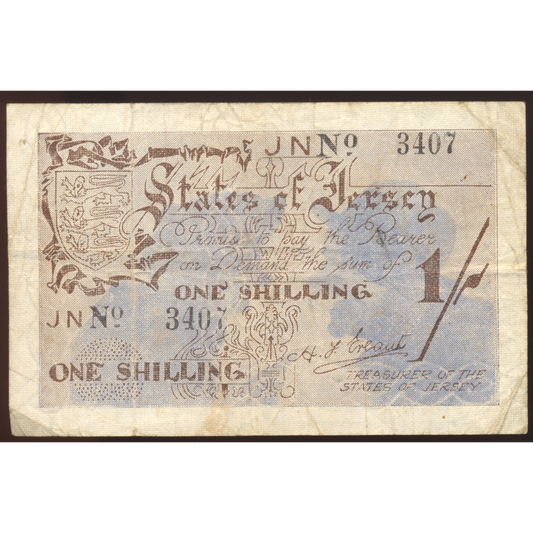 JN Nº 3407
States of Jersey
Promise to pay the Bearer
on Demand the sum of
ONE SHILLING 1/-
JN Nº 3407
ONE SHILLING
TREASURER OF THE
STATES OF JERSEY